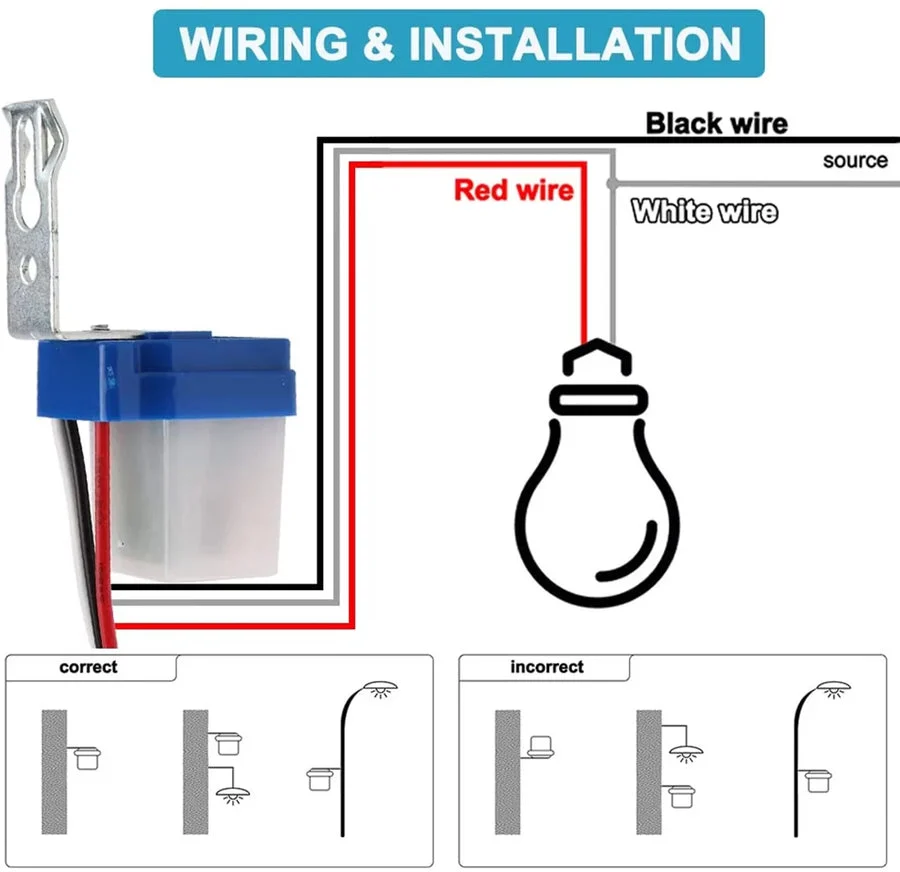 WIRING & INSTALLATION
Black wire
source
Red wire
White wire
correct
incorrect